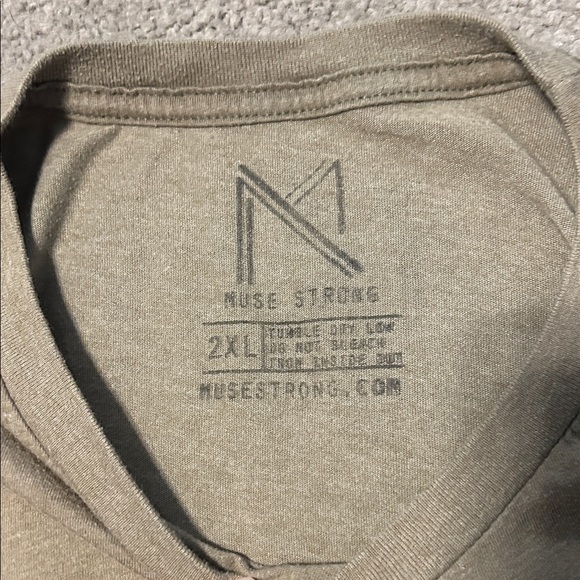 MUSE STRONG
2XL
TUMBLE DRY LOW
DO NOT BLEACH
IRON INSIDE OUT
MUSESTRONG.COM